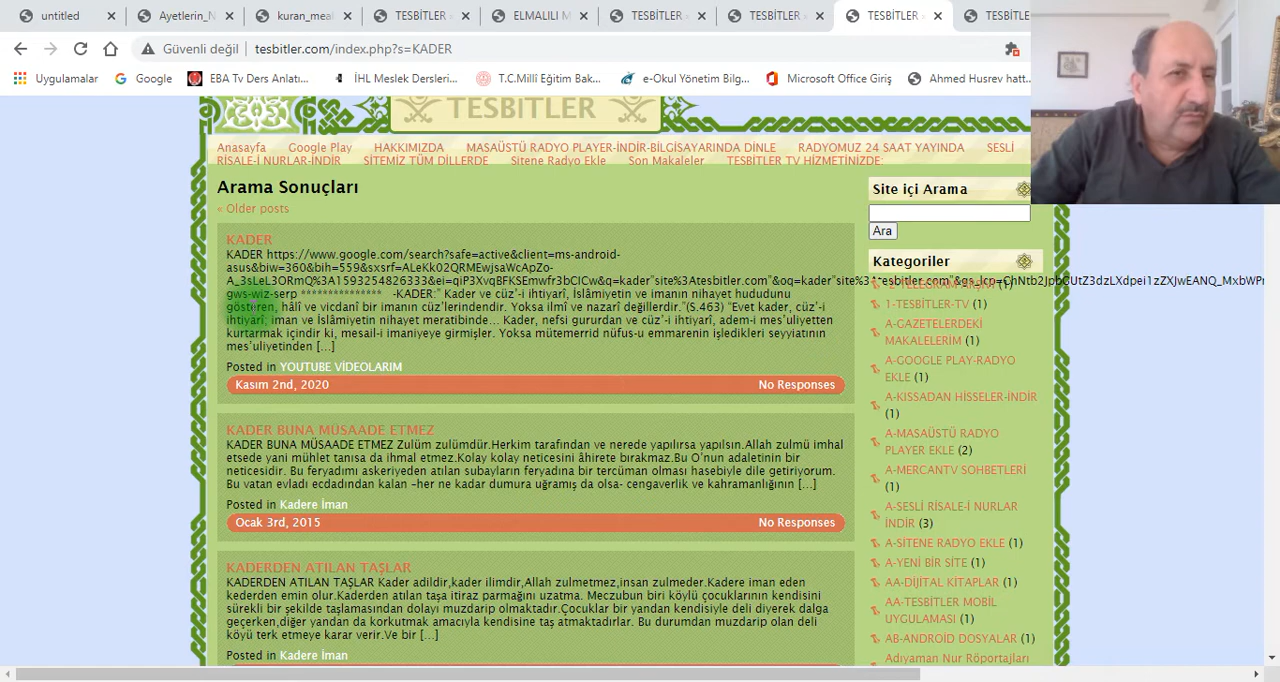 untitled
Ayetlerin_N
kuran_mea
TESBİTLER
ELMALILI M
TESBİTLER
TESBİTLER
TESBİTLER
TESBİTLE
Güvenli değil | tesbitler.com/index.php?s=KADER
Uygulamalar
Google
EBA Tv Ders Anlatı...
İHL Meslek Dersleri...
T.C.Millî Eğitim Bak...
e-Okul Yönetim Bilg...
Microsoft Office Giriş
Ahmed Husrev hatt...
TESBITLER
Anasayfa Google Play HAKKIMIZDA MASAÜSTÜ RADYO PLAYER-İNDİR-BİLGİSAYARINDA DİNLE RADYOMUZ 24 SAAT YAYINDA SESLİ
RİSALE-İ NURLAR-İNDİR SİTEMİZ TÜM DİLLERDE Sitene Radyo Ekle Son Makaleler TESBİTLER TV HİZMETİNİZDE:
Arama Sonuçları
« Older posts
KADER
KADER https://www.google.com/search?safe=active&client=ms-android-
asus&biw=360&bih=559&sxsrf=ALeKk02QRMEwjsaWcApZo-
A_3sLeL3ORmQ%3A1593254826333&ei=qiP3XvqBFKSEmwfr3bCICw&q=kader"site%3Atesbitler.com"&oq=kader"site%3
gws-wiz-serp *************** -KADER:" Kader ve cüz'-i ihtiyarî, İslâmiyetin ve imanın nihayet hududunu
gösteren, hâlî ve vicdanî bir imanın cüz'lerindendir. Yoksa ilmî ve nazarî değillerdir."(S.463) "Evet kader, cüz'-i
ihtiyarî; iman ve İslâmiyetin nihayet meratibinde... Kader, nefsi gururdan ve cüz'-i ihtiyarî, adem-i mes'uliyetten
kurtarmak içindir ki, mesail-i imaniyeye girmişler. Yoksa mütemerrid nüfus-u emmarenin işledikleri seyyiatının
mes'uliyetinden [...]
Posted in YOUTUBE VİDEOLARIM
Kasım 2nd, 2020 No Responses
KADER BUNA MÜSAADE ETMEZ
KADER BUNA MÜSAADE ETMEZ Zulüm zulümdür.Herkim tarafından ve nerede yapılırsa yapılsın.Allah zulmü imhal
etsede yani mühlet tanısa da ihmal etmez.Kolay kolay neticesini âhirete bırakmaz.Bu O'nun adaletinin bir
neticesidir. Bu feryadımı askeriyeden atılan subayların feryadına bir tercüman olması hasebiyle dile getiriyorum.
Bu vatan evladı ecdadından kalan –her ne kadar dumura uğramış da olsa- cengaverlik ve kahramanlığının [...]
Posted in Kadere İman
Ocak 3rd, 2015 No Responses
KADERDEN ATILAN TAŞLAR
KADERDEN ATILAN TAŞLAR Kader adildir,kader ilimdir,Allah zulmetmez,insan zulmeder.Kadere iman eden
kederden emin olur.Kaderden atılan taşa itiraz parmağını uzatma. Meczubun biri köylü çocuklarının kendisini
sürekli bir şekilde taşlamasından dolayı muzdarip olmaktadır.Çocuklar bir yandan kendisiyle deli diyerek dalga
geçerken,diğer yandan da korkutmak amacıyla kendisine taş atmaktadırlar. Bu durumdan muzdarip olan deli
köyü terk etmeye karar verir.Ve bir [...]
Posted in Kadere İman
Site içi Arama
Ara
Kategoriler
(1)
1-TESBİTLER-TV (1)
A-GAZETELERDEKİ
MAKALELERİM (1)
A-GOOGLE PLAY-RADYO
EKLE (1)
A-KISSADAN HİSSELER-İNDİR
(1)
A-MASAÜSTÜ RADYO
PLAYER EKLE (2)
A-MERCANTV SOHBETLERİ
(1)
A-SESLİ RİSALE-İ NURLAR
İNDİR (3)
A-SİTENE RADYO EKLE (1)
A-YENİ BİR SİTE (1)
AA-DİJİTAL KİTAPLAR (1)
AA-TESBİTLER MOBİL
UYGULAMASI (1)
AB-ANDROİD DOSYALAR (1)
Adıyaman Nur Röportajları